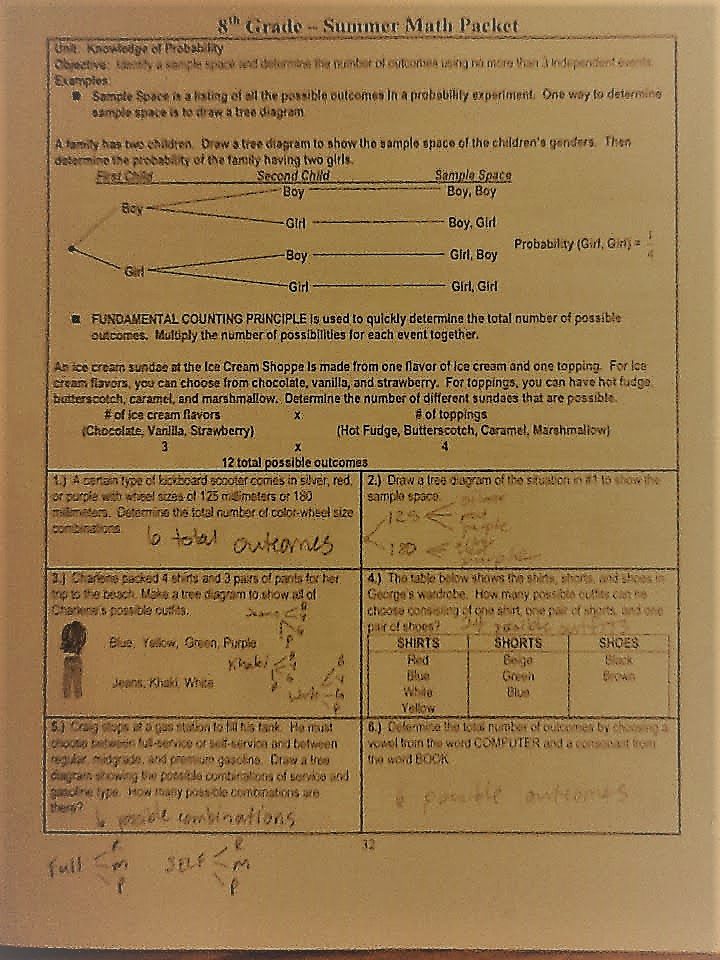 8th Grade – Summer Math Packet
Unit: Knowledge of Probability
Objective: Identify a sample space and determine the number of outcomes using no more than 3 independent events.
Examples:
■ Sample Space is a listing of all the possible outcomes in a probability experiment. One way to determine
sample space is to draw a tree diagram
A family has two children. Draw a tree diagram to show the sample space of the children's genders. Then
determine the probability of the family having two girls.
First Child Second Child Sample Space
Boy Boy, Boy
Boy
Girl Boy, Girl
Probability (Girl, Girl) = 1/4
Boy Girl, Boy
Girl
Girl Girl, Girl
■ FUNDAMENTAL COUNTING PRINCIPLE is used to quickly determine the total number of possible
outcomes. Multiply the number of possibilities for each event together.
An ice cream sundae at the Ice Cream Shoppe is made from one flavor of ice cream and one topping. For ice
cream flavors, you can choose from chocolate, vanilla, and strawberry. For toppings, you can have hot fudge,
butterscotch, caramel, and marshmallow. Determine the number of different sundaes that are possible.
# of ice cream flavors x # of toppings
(Chocolate, Vanilla, Strawberry) (Hot Fudge, Butterscotch, Caramel, Marshmallow)
3 x 4
12 total possible outcomes
1.) A certain type of kickboard scooter comes in silver, red,
or purple with wheel sizes of 125 millimeters or 180
millimeters. Determine the total number of color-wheel size
combinations.
6 total outcomes
2.) Draw a tree diagram of the situation in #1 to show the
sample space.
125 red
purple
180
purple
3.) Charlene packed 4 shirts and 3 pairs of pants for her
trip to the beach. Make a tree diagram to show all of
Charlene's possible outfits.
Jeans
Blue, Yellow, Green, Purple
Khaki
Jeans, Khaki, White
White
4.) The table below shows the shirts, shorts, and shoes in
George's wardrobe. How many possible outfits can he
choose consisting of one shirt, one pair of shorts, and one
pair of shoes? 24 possible outfits
SHIRTS SHORTS SHOES
Red Beige Black
Blue Green Brown
White Blue
Yellow
5.) Craig stops at a gas station to fill his tank. He must
choose between full-service or self-service and between
regular, midgrade, and premium gasoline. Draw a tree
diagram showing the possible combinations of service and
gasoline type. How many possible combinations are
there?
6 possible combinations
6.) Determine the total number of outcomes by choosing a
vowel from the word COMPUTER and a consonant from
the word BOOK.
6 possible outcomes
32
R R
Full M SELF M
P P